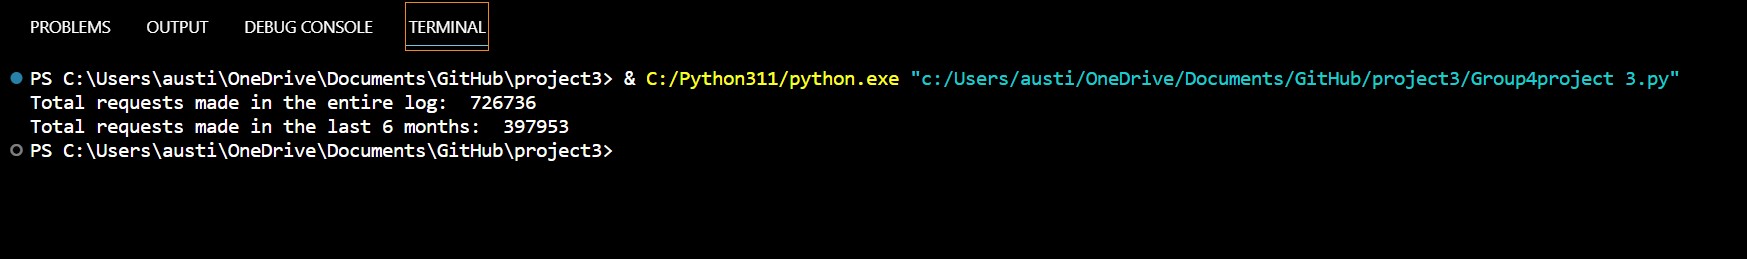 PROBLEMS OUTPUT DEBUG CONSOLE TERMINAL
PS C:\Users\austi\OneDrive\Documents\GitHub\project3> & C:/Python311/python.exe "c:/Users/austi/OneDrive/Documents/GitHub/project3/Group4project 3.py"
Total requests made in the entire log:  726736
Total requests made in the last 6 months:  397953
PS C:\Users\austi\OneDrive\Documents\GitHub\project3>